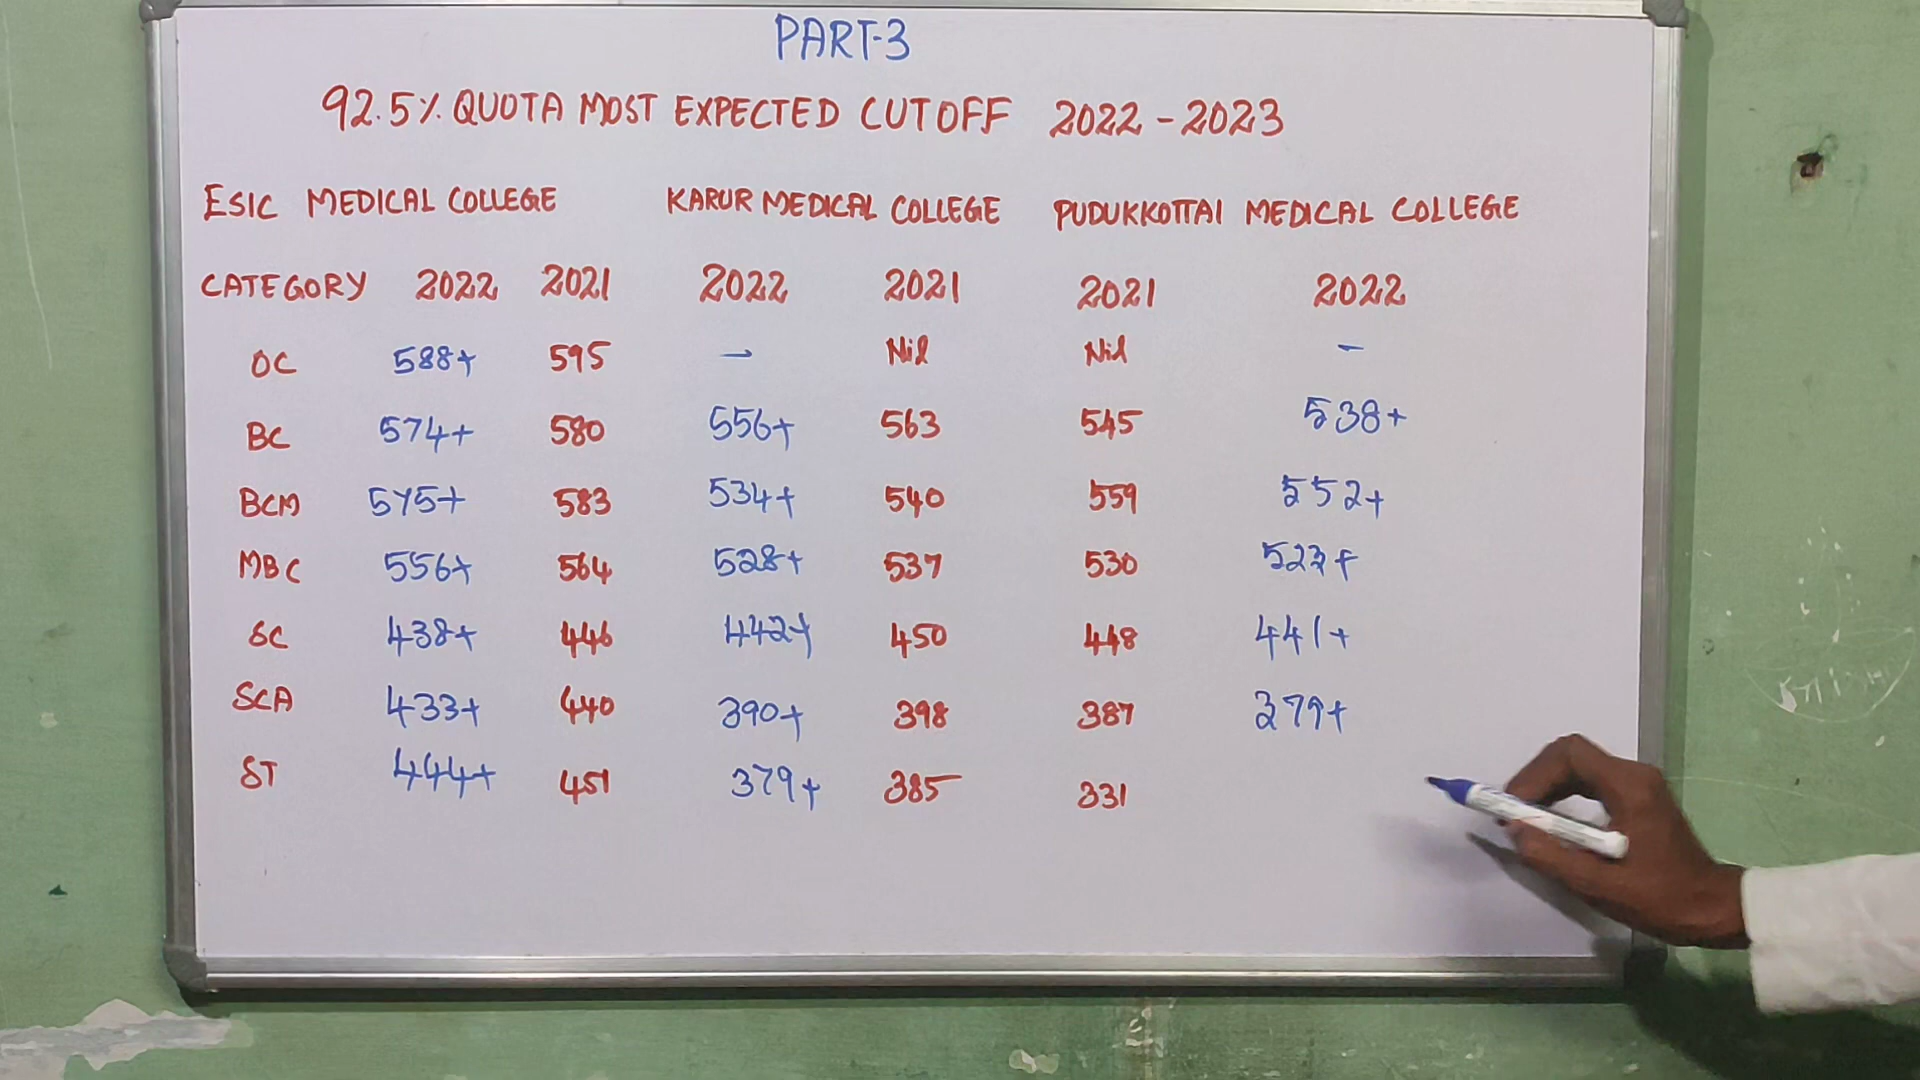 PART-3
92.5% QUOTA MOST EXPECTED CUTOFF 2022-2023
ESIC MEDICAL COLLEGE KARUR MEDICAL COLLEGE PUDUKKOTTAI MEDICAL COLLEGE
CATEGORY 2022 2021 2022 2021 2021 2022
OC 588+ 595 - Nil Nil -
BC 574+ 580 556+ 563 545 538+
BCM 575+ 583 534+ 540 559 552+
MBC 556+ 564 528+ 537 530 523+
SC 438+ 446 442+ 450 448 441+
SCA 433+ 440 390+ 398 387 379+
ST 444+ 451 379+ 385 331